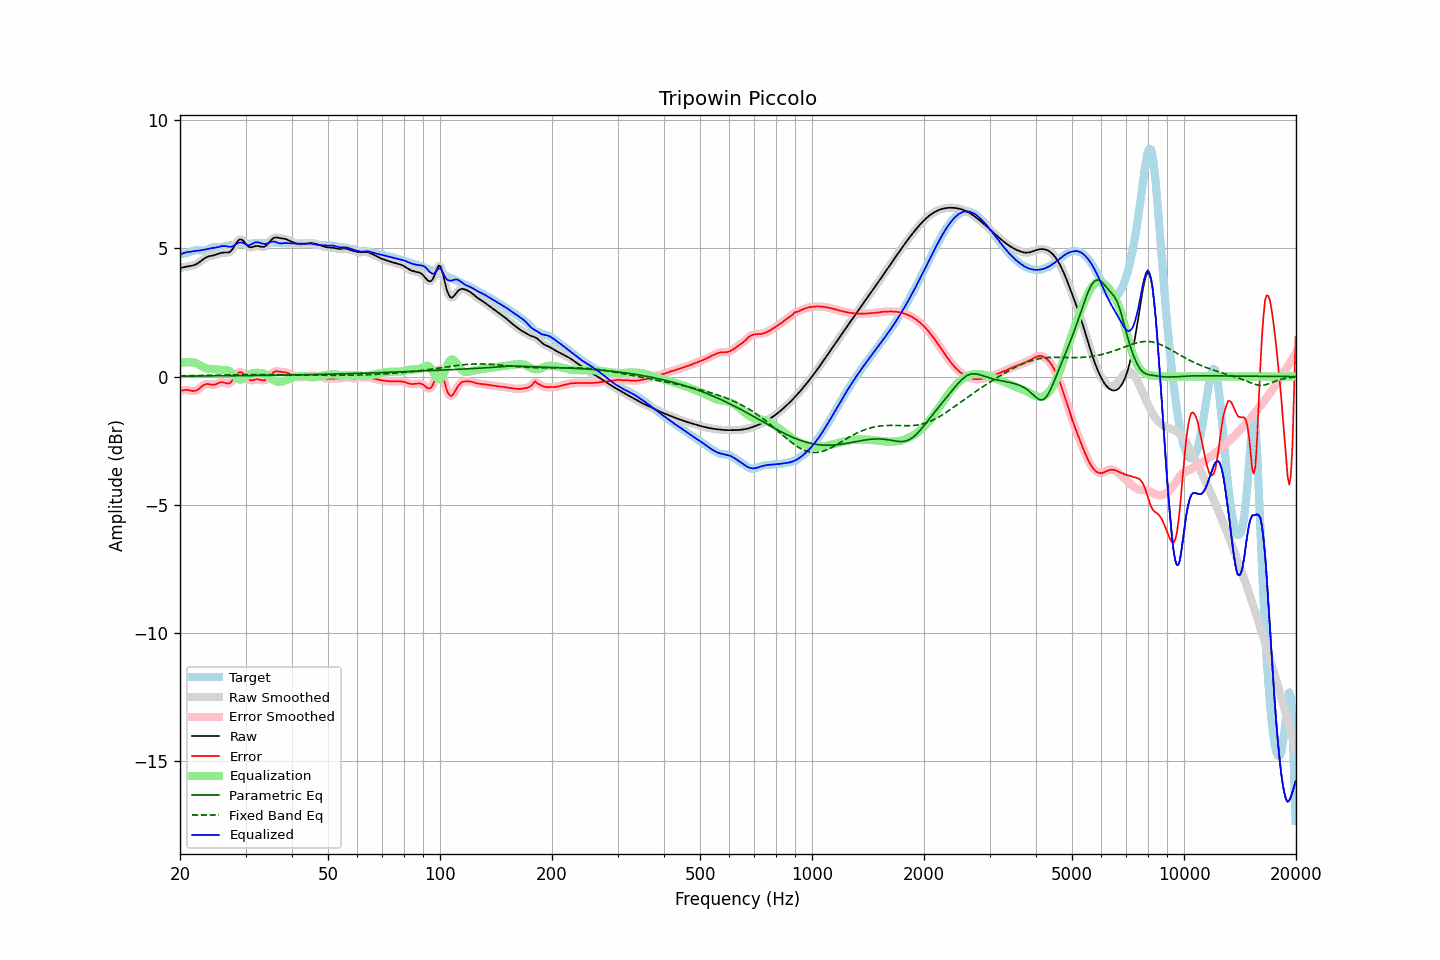 Tripowin Piccolo
Amplitude (dBr)
10
5
0
−5
−10
−15
Target
Raw Smoothed
Error Smoothed
Raw
Error
Equalization
Parametric Eq
Fixed Band Eq
Equalized
20 50 100 200 500 1000 2000 5000 10000 20000
Frequency (Hz)